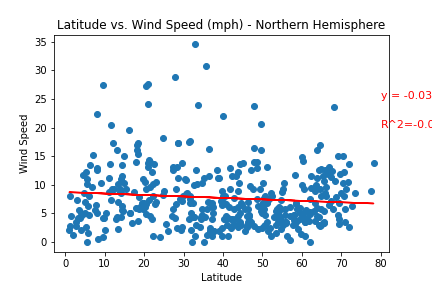 Latitude vs. Wind Speed (mph) - Northern Hemisphere
35
30
25
20
15
10
5
0
Wind Speed
0 10 20 30 40 50 60 70 80
Latitude
y = -0.03
R^2=-0.0